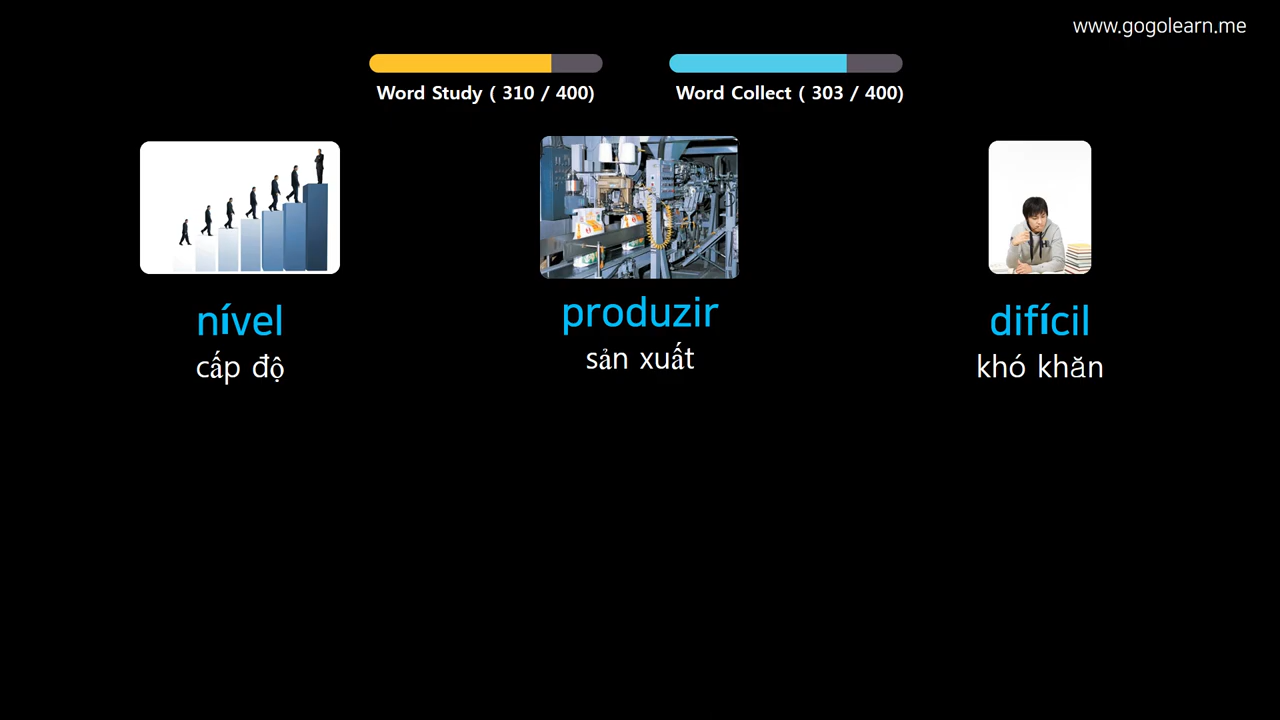 www.gogolearn.me
Word Study ( 310 / 400)
Word Collect ( 303 / 400)
nível
cấp độ
produzir
sản xuất
difícil
khó khăn